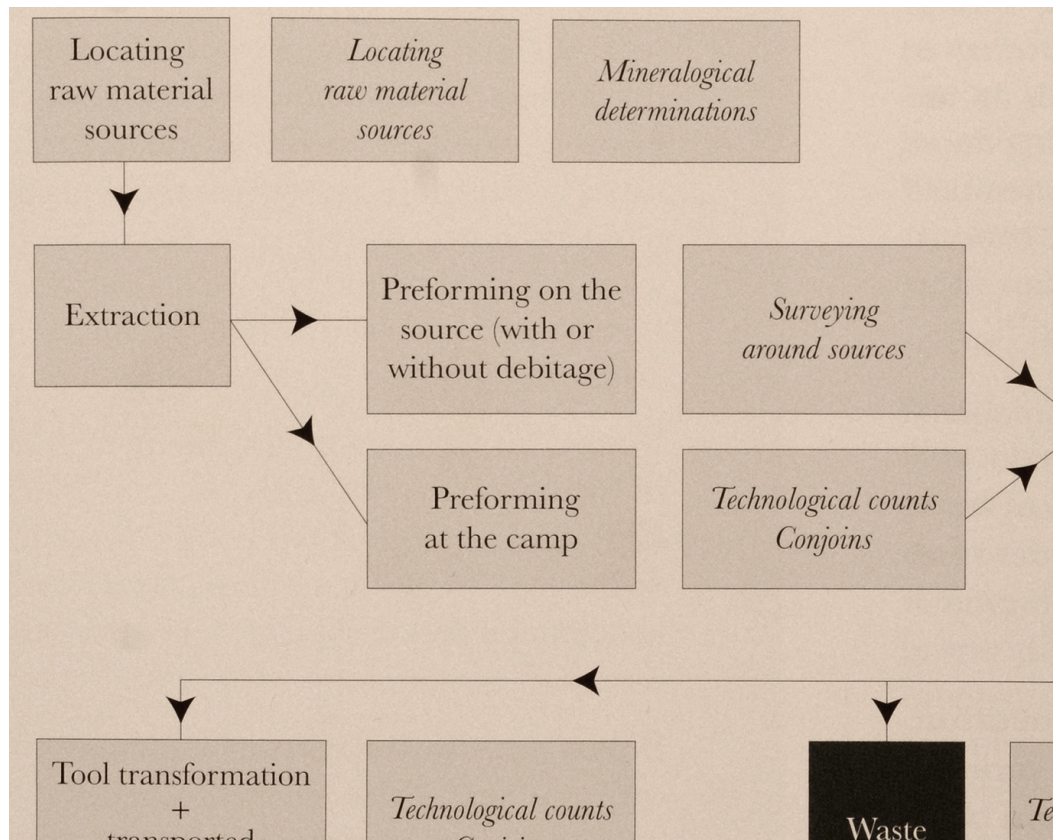 Locating
raw material
sources
Locating
raw material
sources
Mineralogical
determinations
Extraction
Preforming on the
source (with or
without debitage)
Surveying
around sources
Preforming
at the camp
Technological counts
Conjoins
Tool transformation
+
transported
Technological counts
Waste